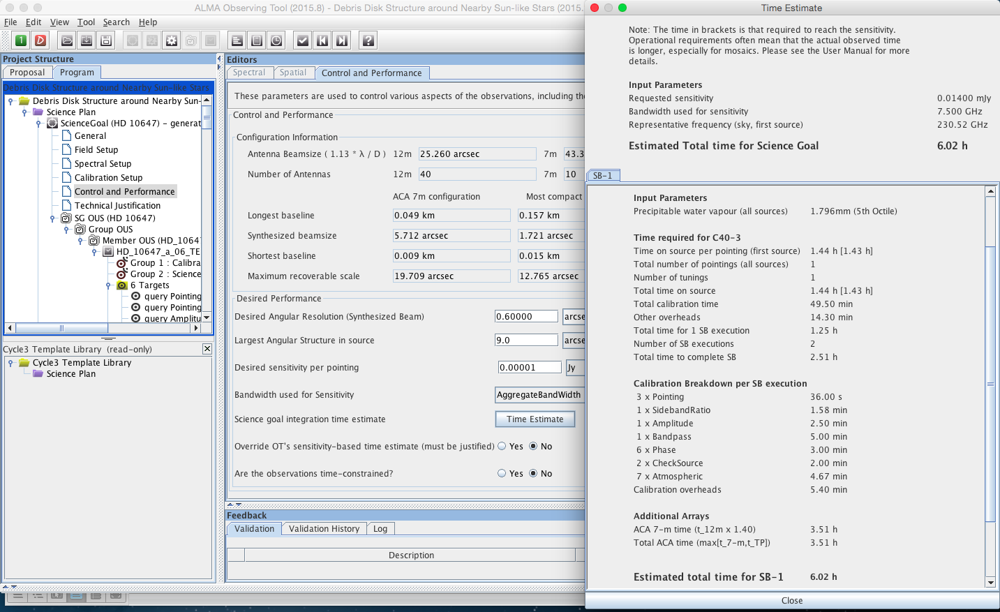 ALMA Observing Tool (2015.8) - Debris Disk Structure around Nearby Sun-like Stars (2015.
File Edit View Tool Search Help
1 D ?
Project Structure
Proposal Program
Debris Disk Structure around Nearby Sun-like Stars
Debris Disk Structure around Nearby Sun-
Science Plan
ScienceGoal (HD 10647) – generat
General
Field Setup
Spectral Setup
Calibration Setup
Control and Performance
Technical Justification
SG OUS (HD 10647)
Group OUS
Member OUS (HD_1064
HD_10647_a_06_TE
Group 1 : Calibra
Group 2 : Science
6 Targets
query Pointing
query Pointing
query Amplitu
Cycle3 Template Library (read-only)
Cycle3 Template Library
Science Plan
Editors
Spectral Spatial Control and Performance
These parameters are used to control various aspects of the observations, including the
Control and Performance
Configuration Information
Antenna Beamsize ( 1.13 * λ / D ) 12m 25.260 arcsec 7m 43.3
Number of Antennas 12m 40 7m 10
ACA 7m configuration Most compact
Longest baseline 0.049 km 0.157 km
Synthesized beamsize 5.712 arcsec 1.721 arcsec
Shortest baseline 0.009 km 0.015 km
Maximum recoverable scale 19.709 arcsec 12.765 arcsec
Desired Performance
Desired Angular Resolution (Synthesized Beam) 0.60000 arcse
Largest Angular Structure in source 9.0 arcse
Desired sensitivity per pointing 0.00001 Jy
Bandwidth used for Sensitivity AggregateBandWidth
Science goal integration time estimate Time Estimate
Override OT's sensitivity-based time estimate (must be justified) Yes No
Are the observations time-constrained? Yes No
Feedback
Validation Validation History Log
Description
Time Estimate
Note: The time in brackets is that required to reach the sensitivity.
Operational requirements often mean that the actual observed time
is longer, especially for mosaics. Please see the User Manual for more
details.
Input Parameters
Requested sensitivity 0.01400 mJy
Bandwidth used for sensitivity 7.500 GHz
Representative frequency (sky, first source) 230.52 GHz
Estimated Total time for Science Goal 6.02 h
SB-1
Input Parameters
Precipitable water vapour (all sources) 1.796mm (5th Octile)
Time required for C40-3
Time on source per pointing (first source) 1.44 h [1.43 h]
Total number of pointings (all sources) 1
Number of tunings 1
Total time on source 1.44 h [1.43 h]
Total calibration time 49.50 min
Other overheads 14.30 min
Total time for 1 SB execution 1.25 h
Number of SB executions 2
Total time to complete SB 2.51 h
Calibration Breakdown per SB execution
3 x Pointing 36.00 s
1 x SidebandRatio 1.58 min
1 x Amplitude 2.50 min
1 x Bandpass 5.00 min
6 x Phase 3.00 min
2 x CheckSource 2.00 min
7 x Atmospheric 4.67 min
Calibration overheads 5.40 min
Additional Arrays
ACA 7-m time (t_12m x 1.40) 3.51 h
Total ACA time (max[t_7-m,t_TP]) 3.51 h
Estimated total time for SB-1 6.02 h
Close